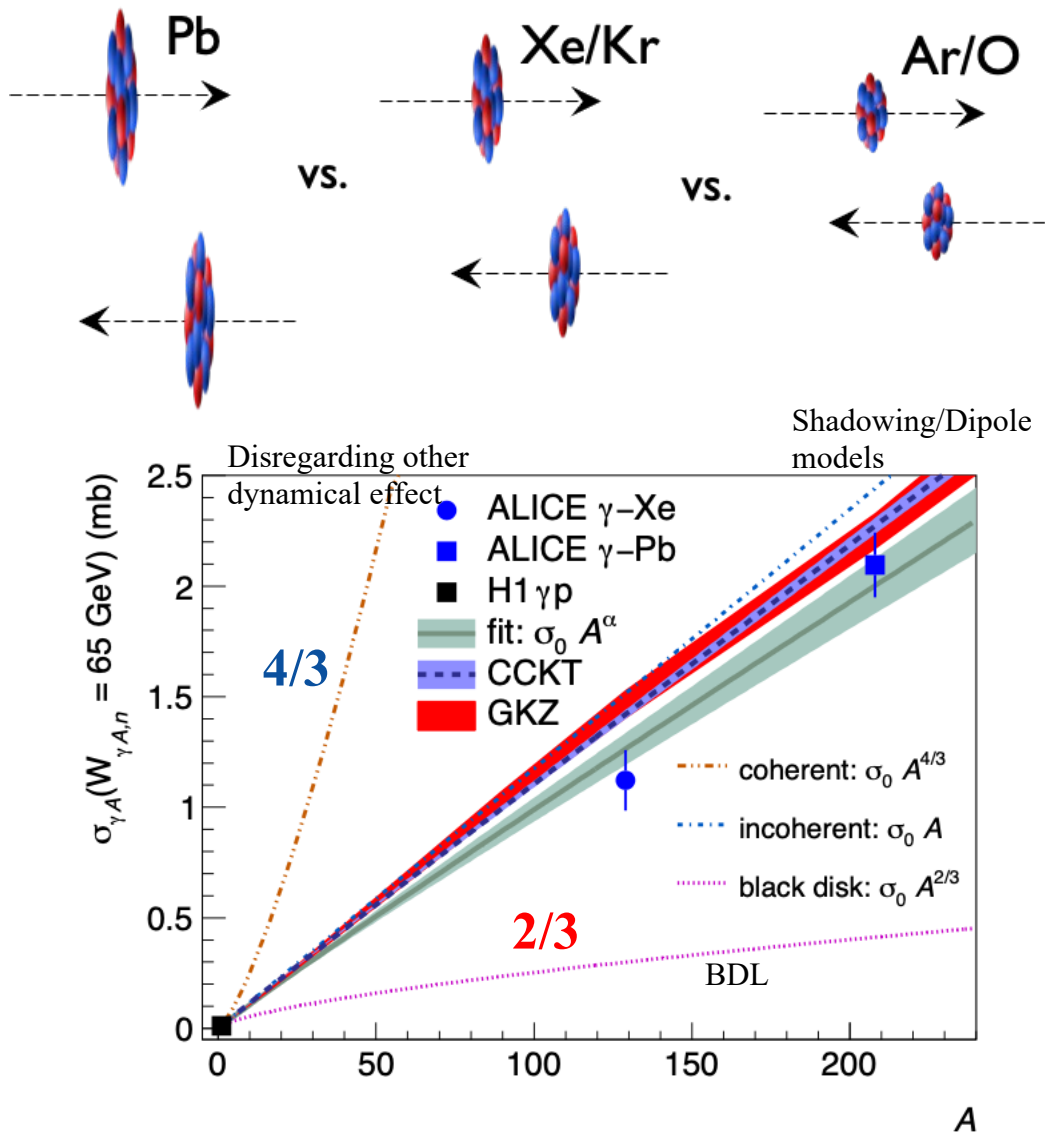 Pb
Xe/Kr
Ar/O
vs.
vs.
Shadowing/Dipole
models
Disregarding other
dynamical effect
σγA(WγA,n = 65 GeV) (mb)
2.5
2
1.5
1
0.5
0
ALICE γ−Xe
ALICE γ−Pb
H1 γp
fit: σ₀ A^α
CCKT
GKZ
4/3
coherent: σ₀ A^4/3
incoherent: σ₀ A
black disk: σ₀ A^2/3
2/3
BDL
0
50
100
150
200
A